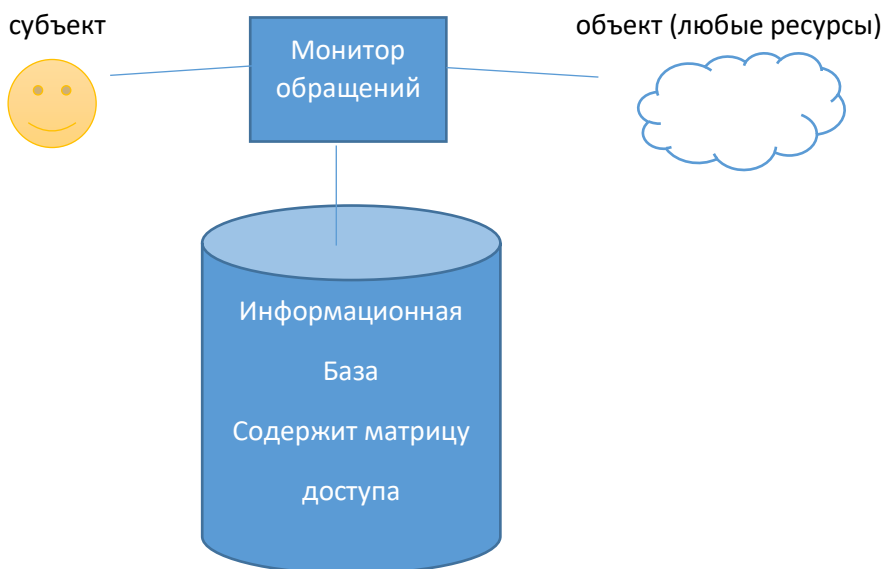 субъект
Монитор
обращений
объект (любые ресурсы)
Информационная
База
Содержит матрицу
доступа